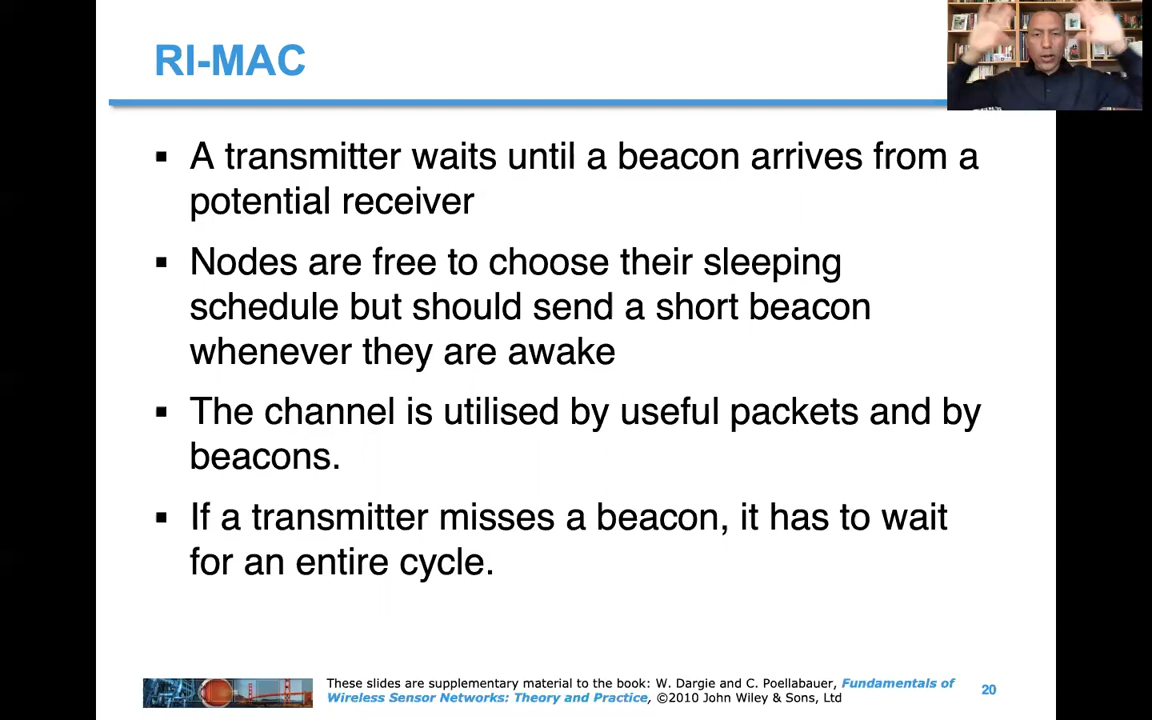 RI-MAC
▪ A transmitter waits until a beacon arrives from a
potential receiver
▪ Nodes are free to choose their sleeping
schedule but should send a short beacon
whenever they are awake
▪ The channel is utilised by useful packets and by
beacons.
▪ If a transmitter misses a beacon, it has to wait
for an entire cycle.
These slides are supplementary material to the book: W. Dargie and C. Poellabauer, Fundamentals of
Wireless Sensor Networks: Theory and Practice, ©2010 John Wiley & Sons, Ltd
20